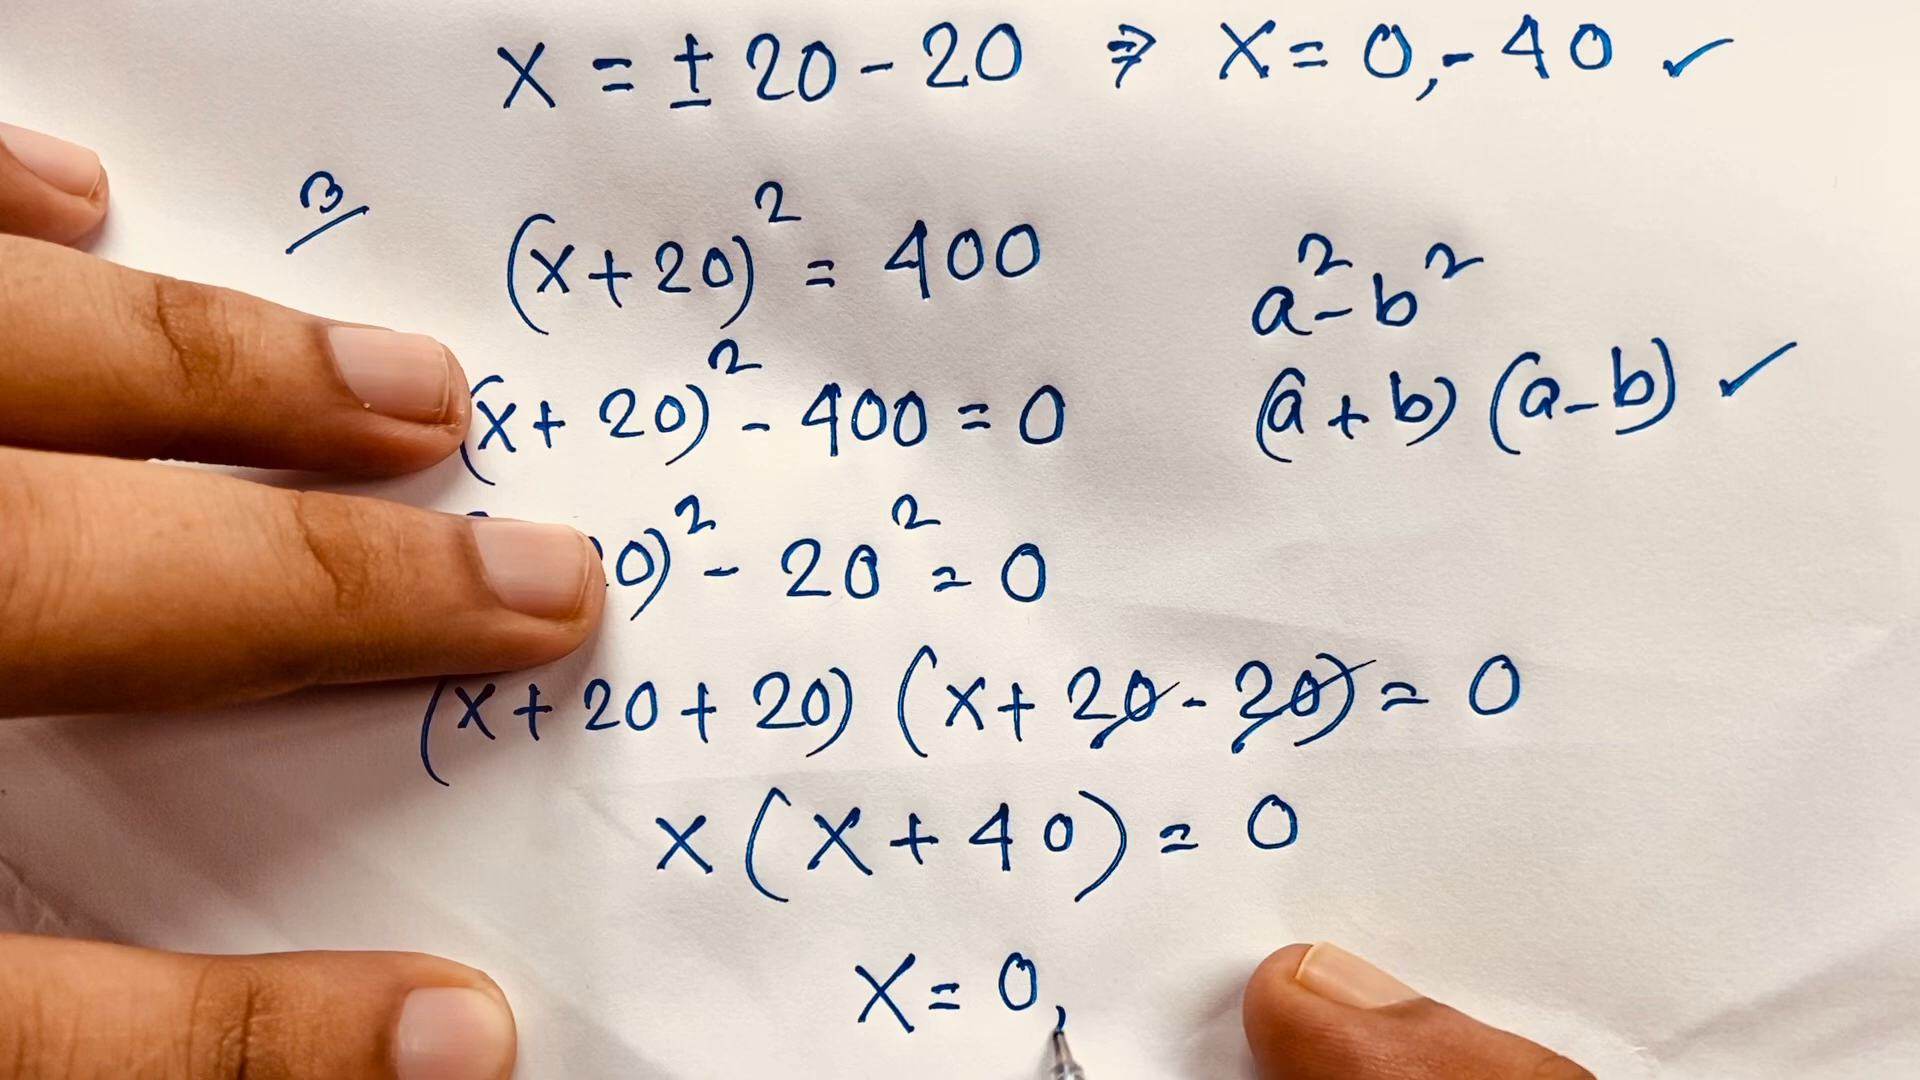 x = ± 20 - 20 ⇒ x = 0, - 40 ✓
3
(x + 20)² = 400
a² - b²
(x + 20)² - 400 = 0
(a + b) (a - b) ✓
0)² - 20² = 0
(x + 20 + 20) (x + 20 - 20) = 0
x (x + 40) = 0
x = 0,